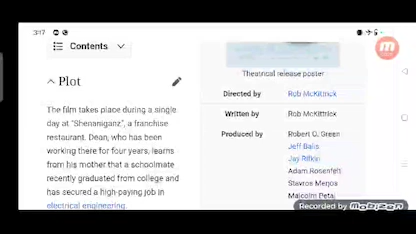 3:17
Contents
Plot
The film takes place during a single
day at "Shenaniganz", a franchise
restaurant. Dean, who has been
working there for four years, learns
from his mother that a schoolmate
recently graduated from college and
has secured a high-paying job in
electrical engineering.
Theatrical release poster
Directed by Rob McKittrick
Written by Rob McKittrick
Produced by Robert O. Green
Jeff Balis
Jay Rifkin
Adam Rosenfelt
Stavros Merjos
Malcolm Petal
Recorded by MOBIZEN